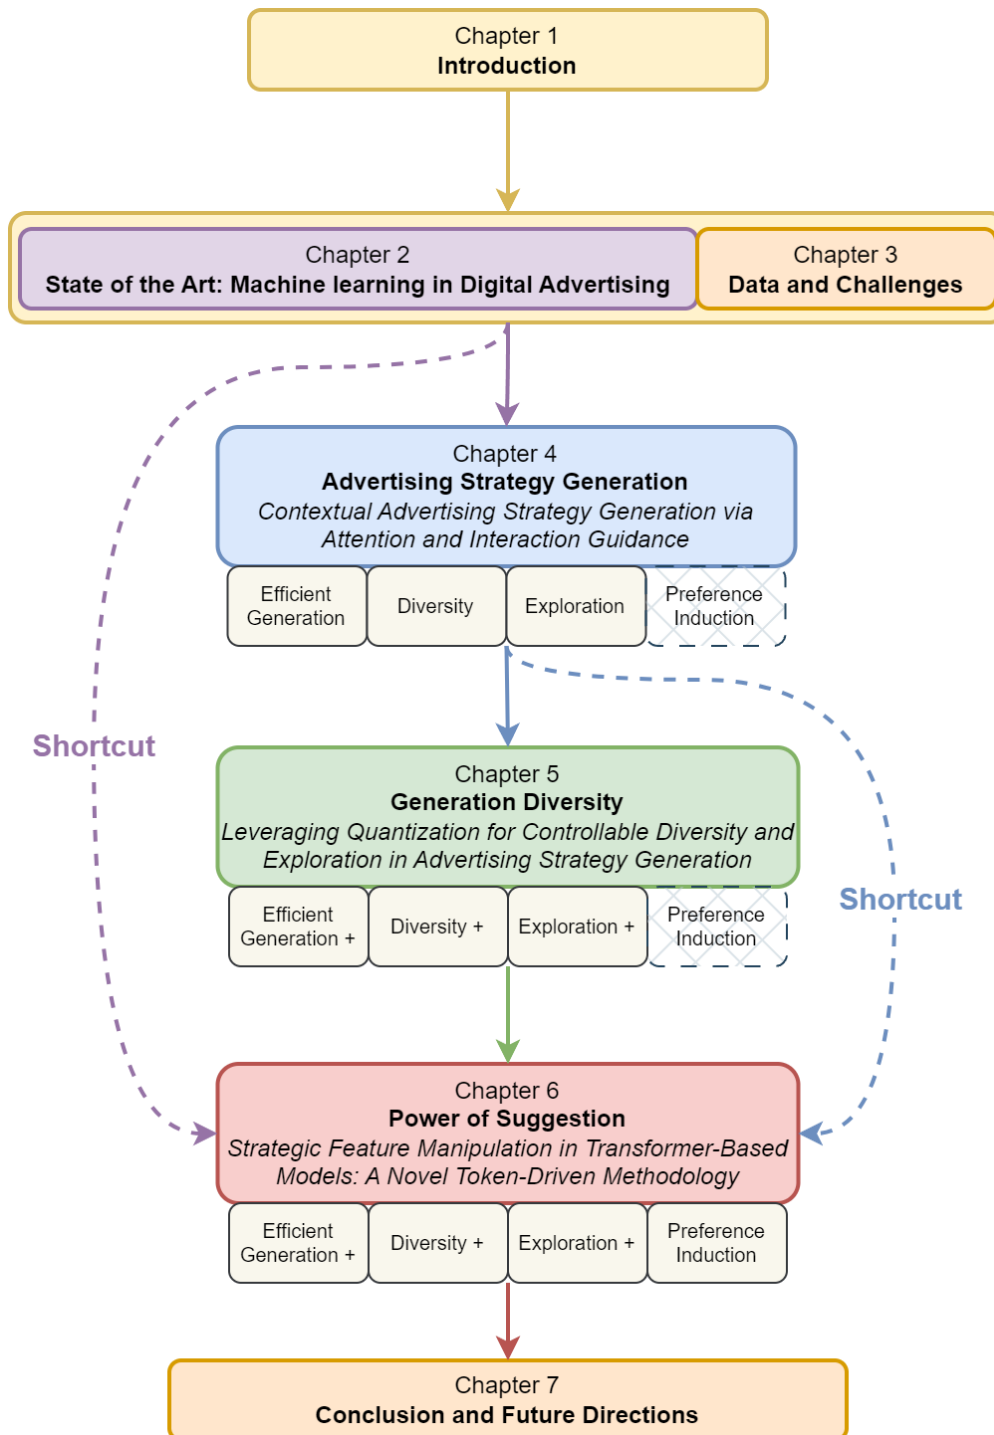 Chapter 1
Introduction
Chapter 2
State of the Art: Machine learning in Digital Advertising
Chapter 3
Data and Challenges
Chapter 4
Advertising Strategy Generation
Contextual Advertising Strategy Generation via
Attention and Interaction Guidance
Efficient
Generation
Diversity
Exploration
Preference
Induction
Shortcut
Chapter 5
Generation Diversity
Leveraging Quantization for Controllable Diversity and
Exploration in Advertising Strategy Generation
Efficient
Generation +
Diversity +
Exploration +
Preference
Induction
Shortcut
Chapter 6
Power of Suggestion
Strategic Feature Manipulation in Transformer-Based
Models: A Novel Token-Driven Methodology
Efficient
Generation +
Diversity +
Exploration +
Preference
Induction
Chapter 7
Conclusion and Future Directions